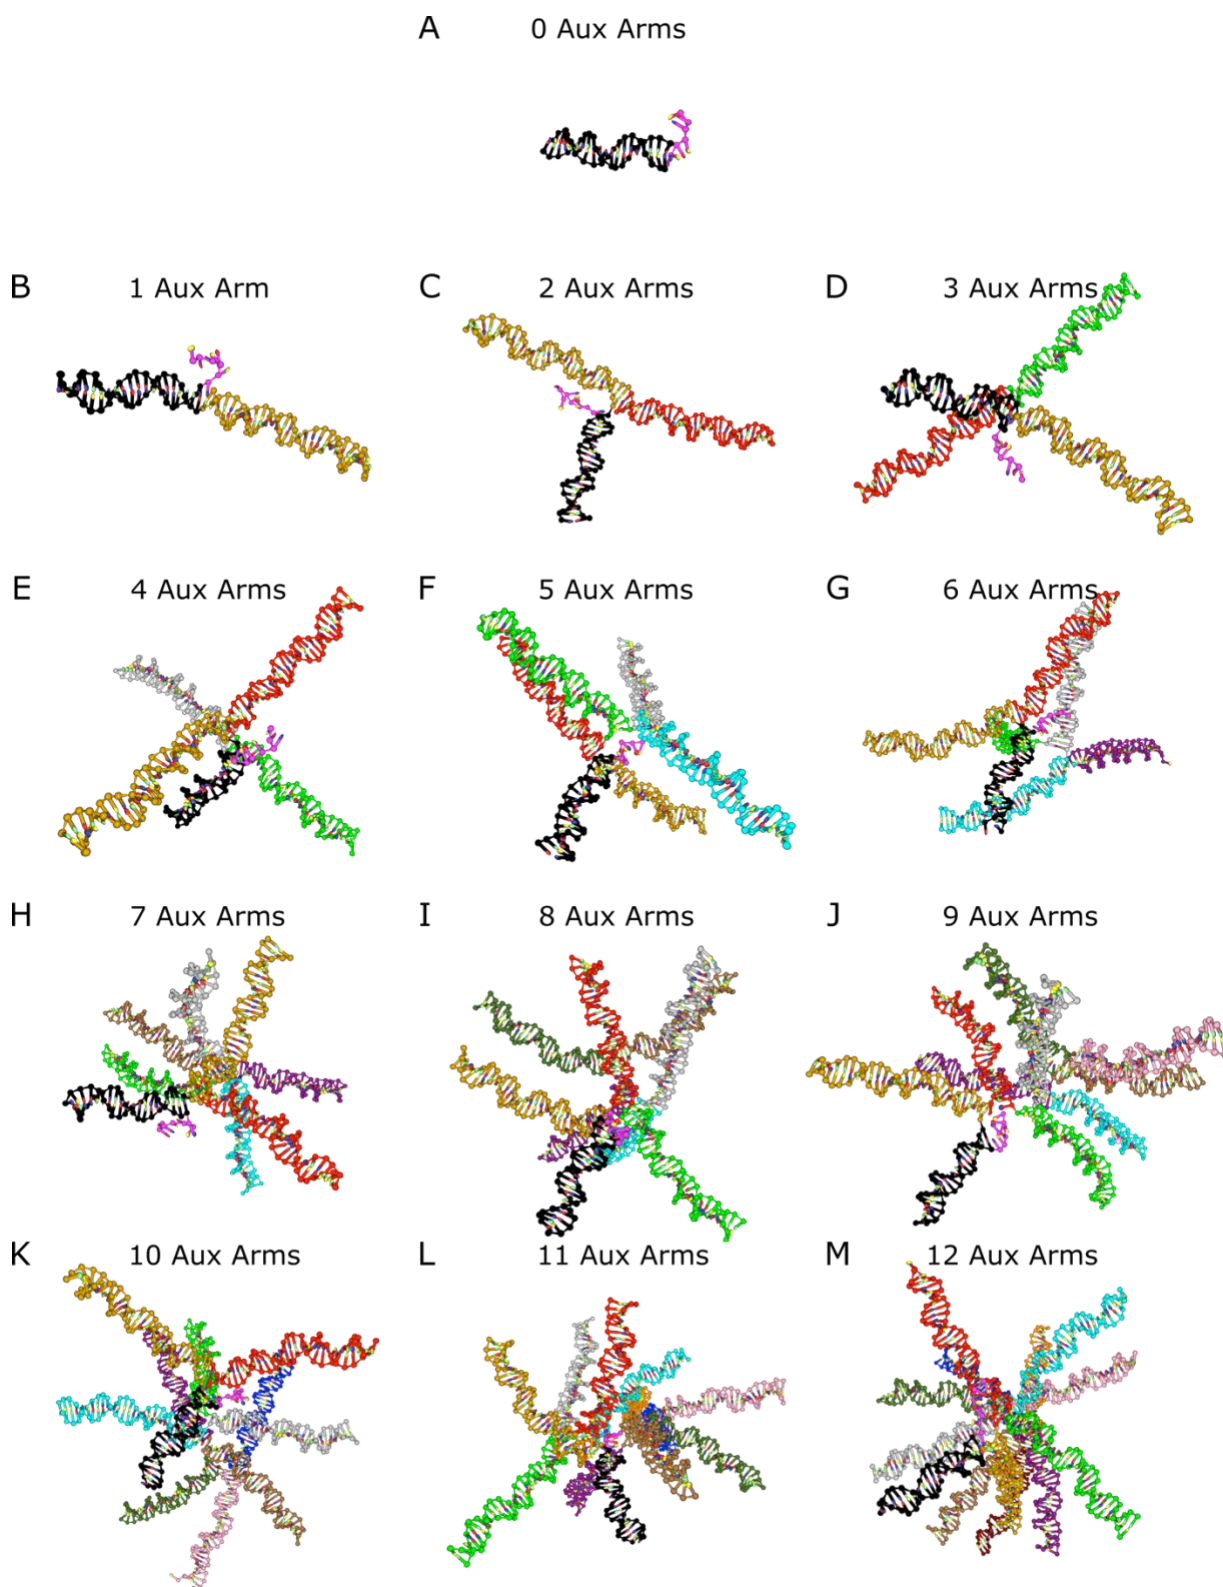 A 0 Aux Arms
B 1 Aux Arm C 2 Aux Arms D 3 Aux Arms
E 4 Aux Arms F 5 Aux Arms G 6 Aux Arms
H 7 Aux Arms I 8 Aux Arms J 9 Aux Arms
K 10 Aux Arms L 11 Aux Arms M 12 Aux Arms